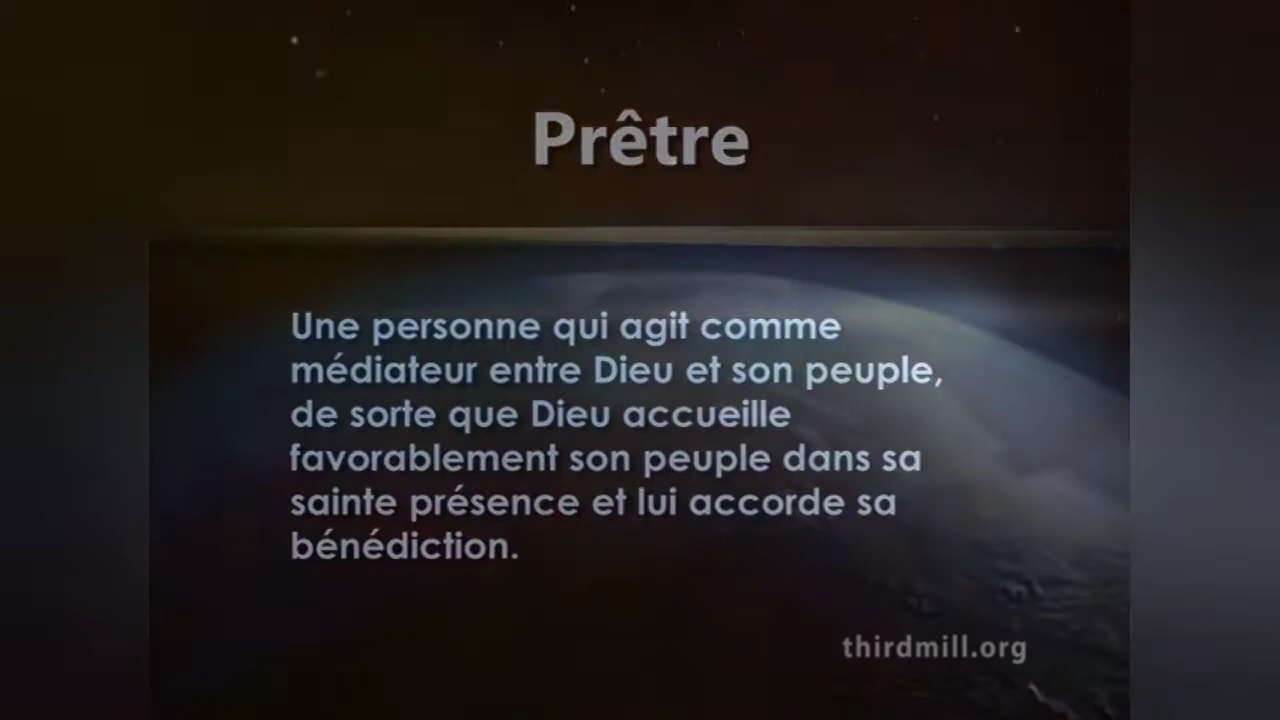 Prêtre
Une personne qui agit comme
médiateur entre Dieu et son peuple,
de sorte que Dieu accueille
favorablement son peuple dans sa
sainte présence et lui accorde sa
bénédiction.
thirdmill.org